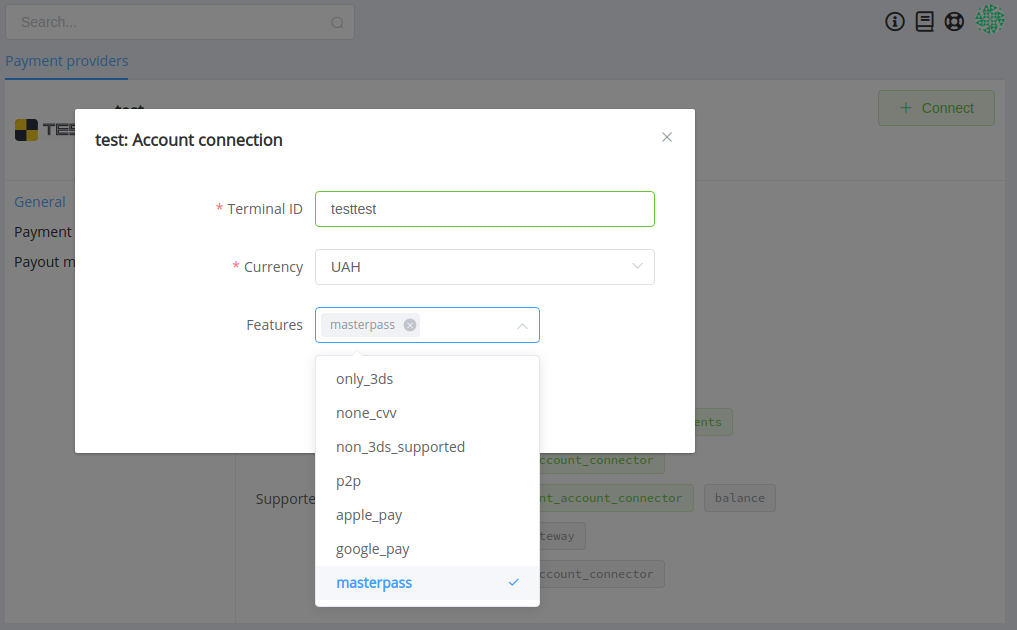 Search...
Payment providers
test
TES
+ Connect
test: Account connection
General
* Terminal ID testtest
Payment
* Currency UAH
Payout m
Features masterpass
only_3ds
none_cvv
non_3ds_supported
p2p
apple_pay
google_pay
masterpass
ents
ccount_connector
Supporte
nt_account_connector balance
teway
ccount_connector